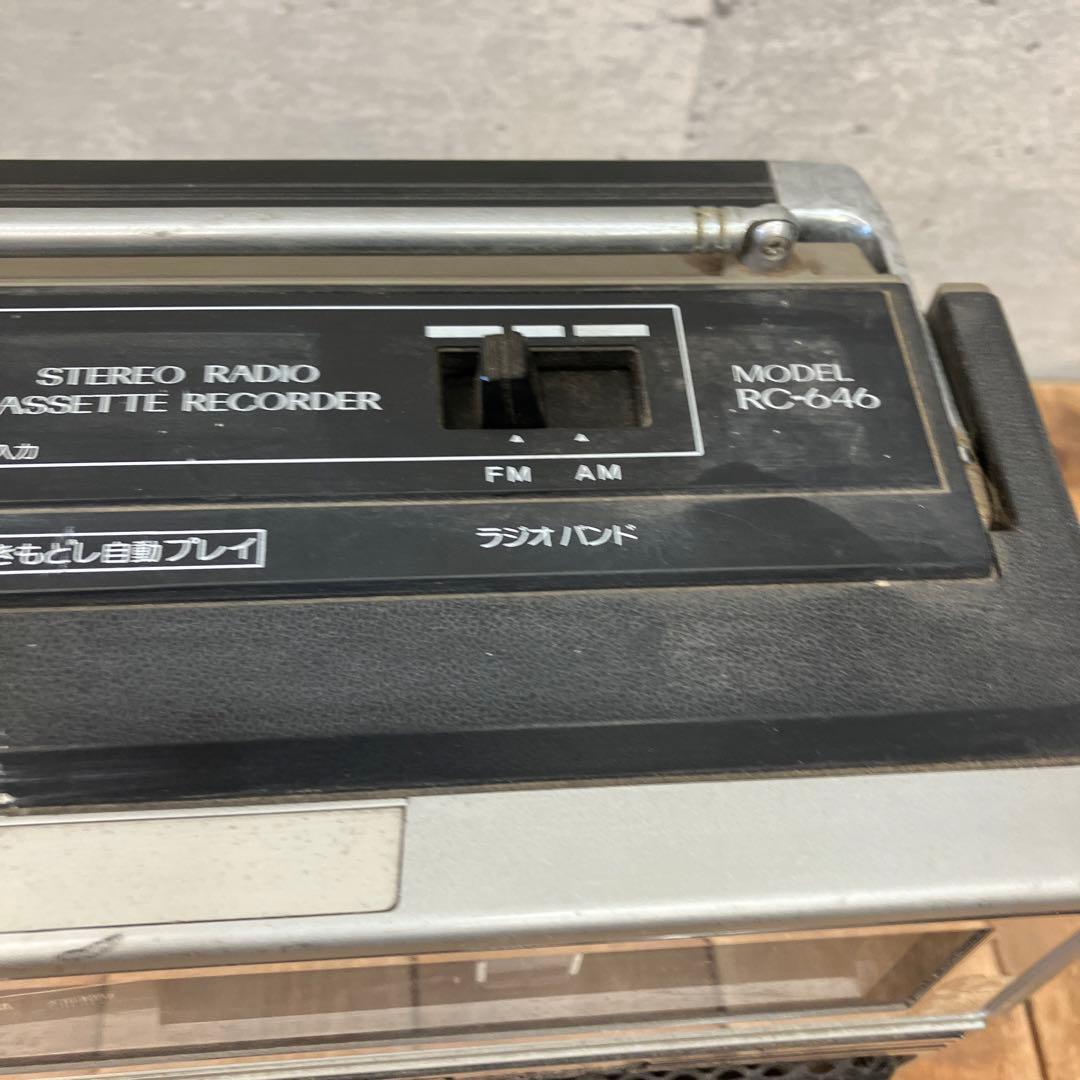 STEREO RADIO
ASSETTE RECORDER
入力
FM AM
MODEL
RC-646
きもどし自動プレイ
ラジオバンド